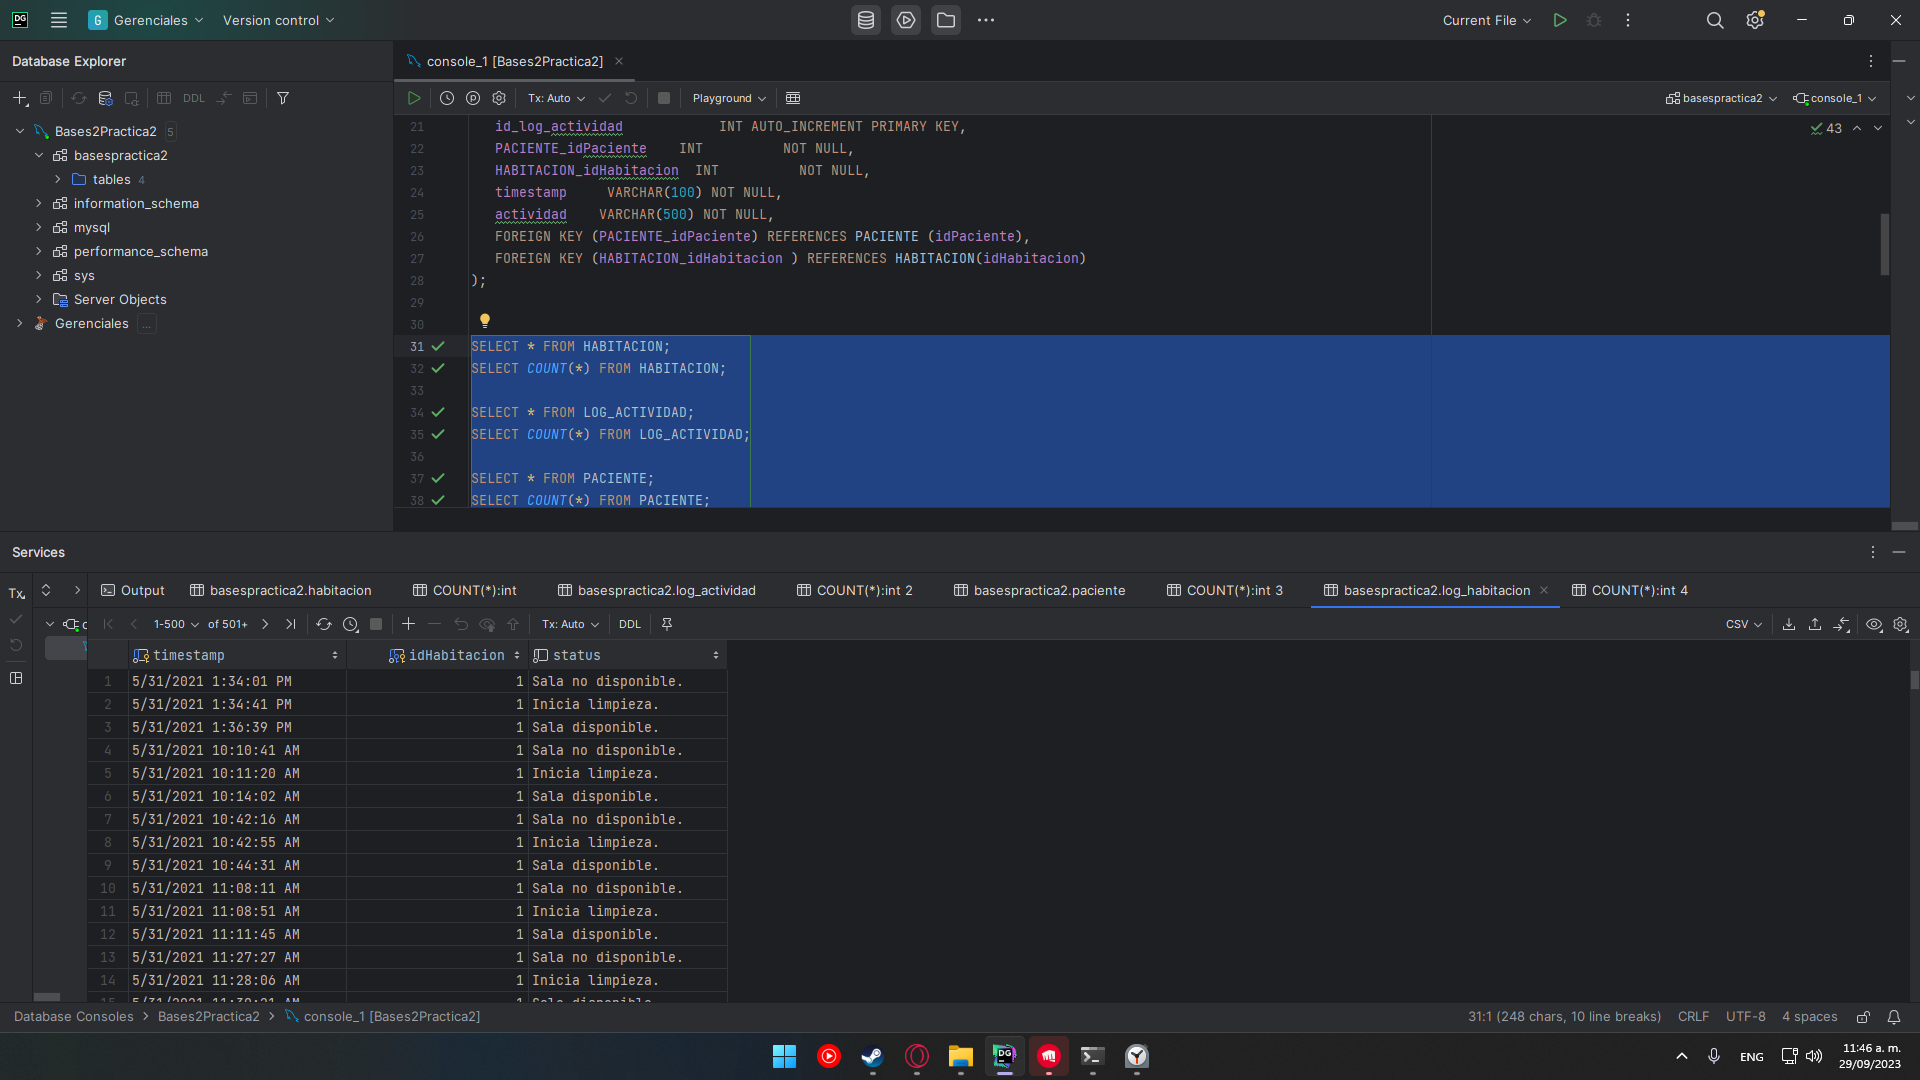 DG
G Gerenciales
Version control
Current File
Database Explorer
console_1 [Bases2Practica2]
DDL
Tx: Auto
Playground
basespractica2
console_1
Bases2Practica2 5
basespractica2
tables 4
information_schema
mysql
performance_schema
sys
Server Objects
Gerenciales ...
43
21 id_log_actividad INT AUTO_INCREMENT PRIMARY KEY,
22 PACIENTE_idPaciente INT NOT NULL,
23 HABITACION_idHabitacion INT NOT NULL,
24 timestamp VARCHAR(100) NOT NULL,
25 actividad VARCHAR(500) NOT NULL,
26 FOREIGN KEY (PACIENTE_idPaciente) REFERENCES PACIENTE (idPaciente),
27 FOREIGN KEY (HABITACION_idHabitacion ) REFERENCES HABITACION(idHabitacion)
28 );
29
30
31 SELECT * FROM HABITACION;
32 SELECT COUNT(*) FROM HABITACION;
33
34 SELECT * FROM LOG_ACTIVIDAD;
35 SELECT COUNT(*) FROM LOG_ACTIVIDAD;
36
37 SELECT * FROM PACIENTE;
38 SELECT COUNT(*) FROM PACIENTE;
Services
Tx
Output
basespractica2.habitacion
COUNT(*):int
basespractica2.log_actividad
COUNT(*):int 2
basespractica2.paciente
COUNT(*):int 3
basespractica2.log_habitacion
COUNT(*):int 4
1-500 of 501+
Tx: Auto
DDL
CSV
timestamp idHabitacion status
1 5/31/2021 1:34:01 PM 1 Sala no disponible.
2 5/31/2021 1:34:41 PM 1 Inicia limpieza.
3 5/31/2021 1:36:39 PM 1 Sala disponible.
4 5/31/2021 10:10:41 AM 1 Sala no disponible.
5 5/31/2021 10:11:20 AM 1 Inicia limpieza.
6 5/31/2021 10:14:02 AM 1 Sala disponible.
7 5/31/2021 10:42:16 AM 1 Sala no disponible.
8 5/31/2021 10:42:55 AM 1 Inicia limpieza.
9 5/31/2021 10:44:31 AM 1 Sala disponible.
10 5/31/2021 11:08:11 AM 1 Sala no disponible.
11 5/31/2021 11:08:51 AM 1 Inicia limpieza.
12 5/31/2021 11:11:45 AM 1 Sala disponible.
13 5/31/2021 11:27:27 AM 1 Sala no disponible.
14 5/31/2021 11:28:06 AM 1 Inicia limpieza.
Database Consoles > Bases2Practica2 > console_1 [Bases2Practica2]
31:1 (248 chars, 10 line breaks)
CRLF
UTF-8
4 spaces
DG
ENG
11:46 a. m.
29/09/2023